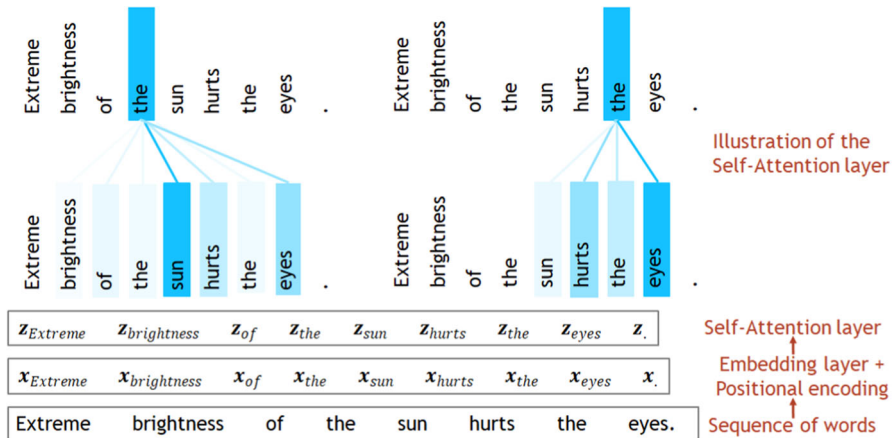 Extreme brightness of the sun hurts the eyes .
Extreme brightness of the sun hurts the eyes .
Illustration of the
Self-Attention layer
Extreme brightness of the sun hurts the eyes .
Extreme brightness of the sun hurts the eyes .
z_Extreme z_brightness z_of z_the z_sun z_hurts z_the z_eyes z_.
Self-Attention layer
x_Extreme x_brightness x_of x_the x_sun x_hurts x_the x_eyes x_.
Embedding layer +
Positional encoding
Extreme brightness of the sun hurts the eyes.
Sequence of words